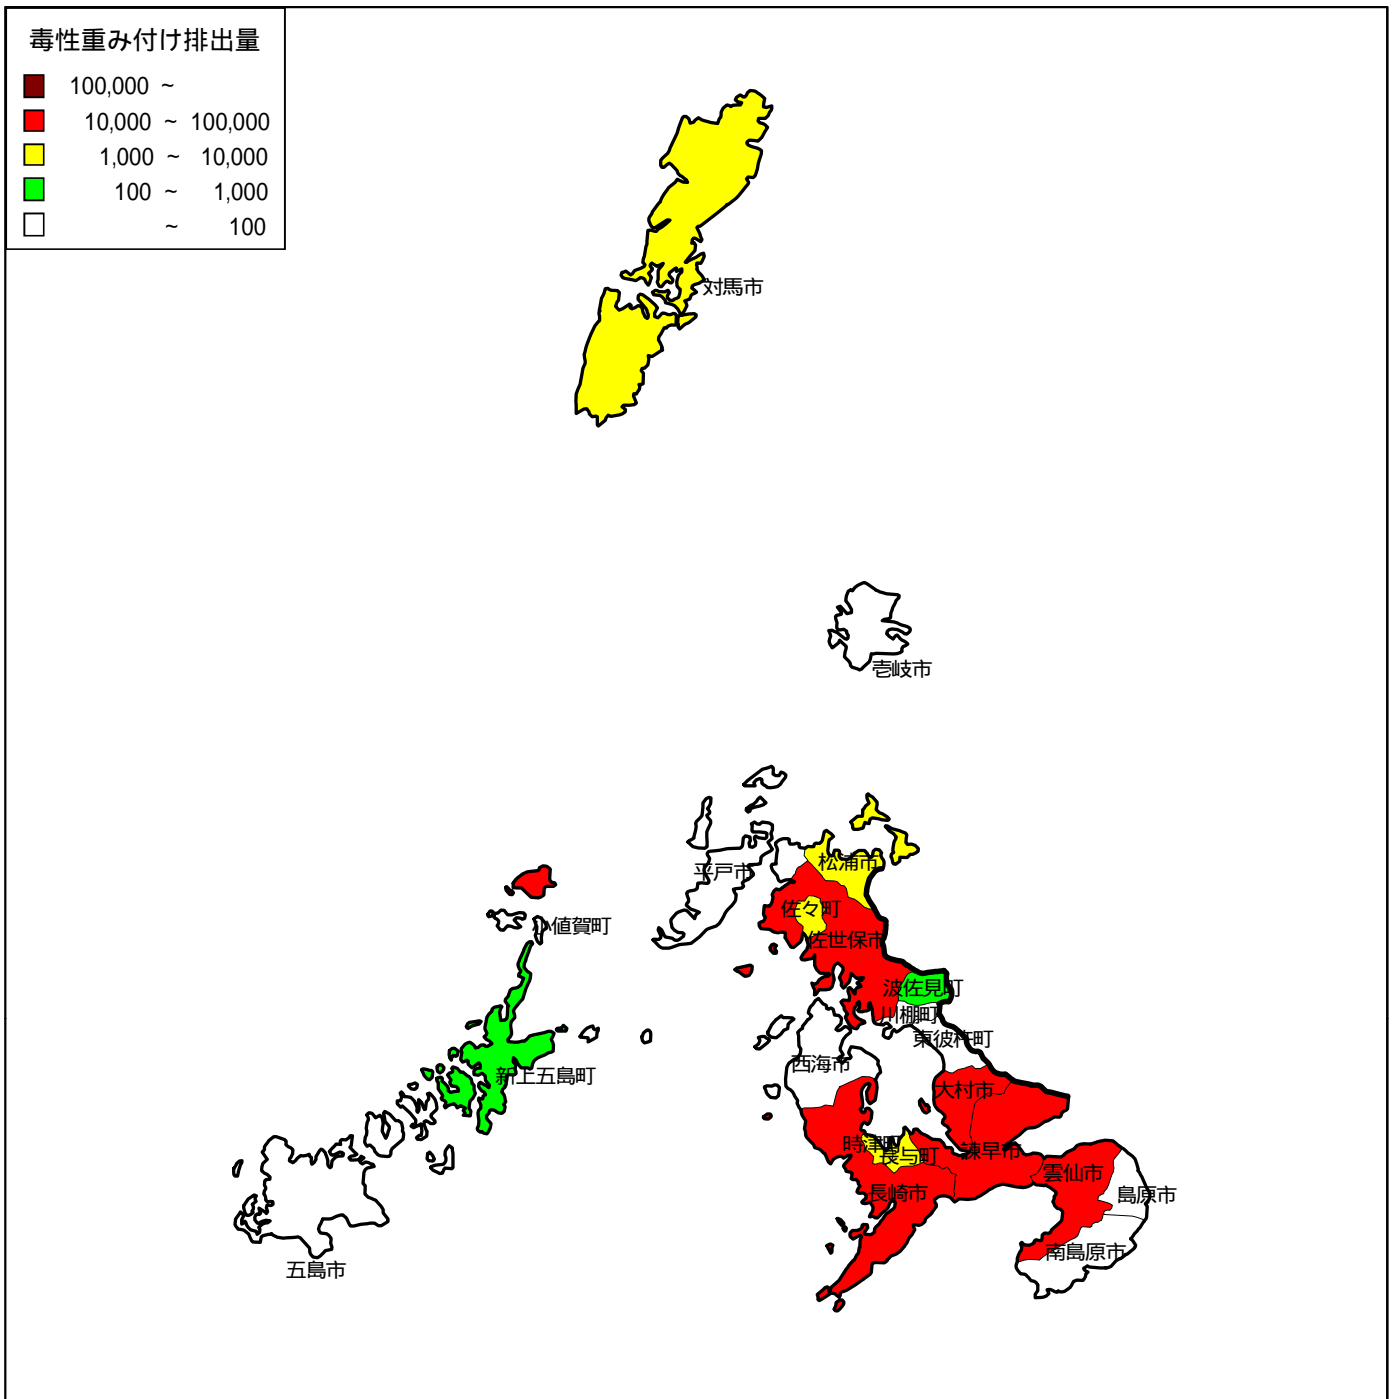 毒性重み付け排出量
100,000 ~
10,000 ~ 100,000
1,000 ~ 10,000
100 ~ 1,000
~ 100
対馬市
壱岐市
松浦市
平戸市
佐々町
小値賀町
佐世保市
波佐見町
川棚町
東彼杵町
西海市
新上五島町
大村市
時津町
長与町
諫早市
雲仙市
長崎市
島原市
南島原市
五島市